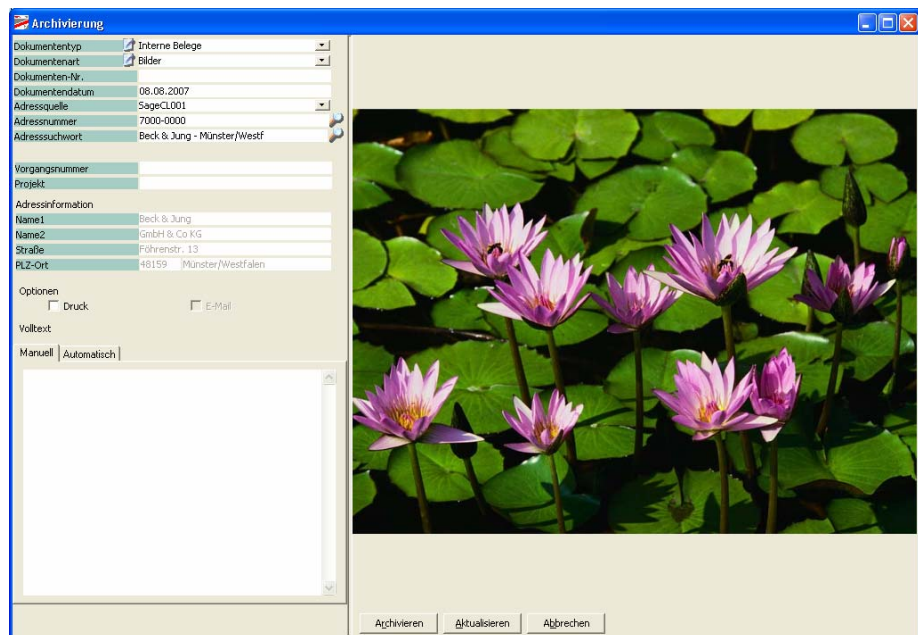 Archivierung
Dokumententyp Interne Belege
Dokumentenart Bilder
Dokumenten-Nr.
Dokumentendatum 08.08.2007
Adressquelle SageCL001
Adressnummer 7000-0000
Adresssuchwort Beck & Jung - Münster/Westf
Vorgangsnummer
Projekt
Adressinformation
Name1 Beck & Jung
Name2 GmbH & Co KG
Straße Föhrenstr. 13
PLZ-Ort 48159 Münster/Westfalen
Optionen
Druck E-Mail
Volltext
Manuell Automatisch
Archivieren Aktualisieren Abbrechen